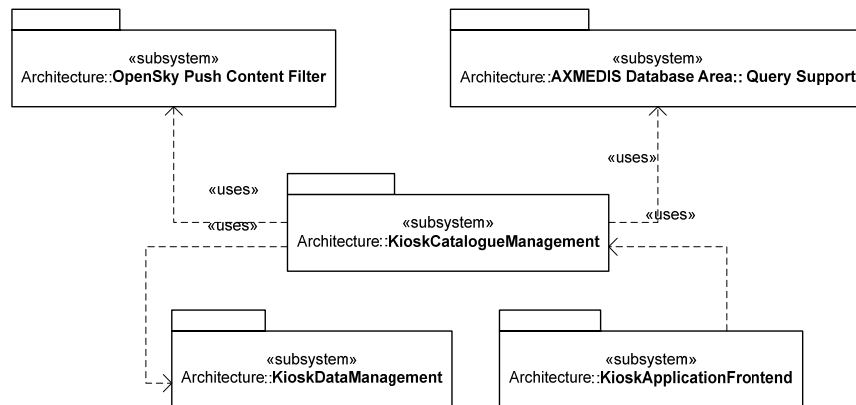 «subsystem»
Architecture::OpenSky Push Content Filter
«subsystem»
Architecture::AXMEDIS Database Area:: Query Support
«uses»
«uses»
«uses»
«uses»
«subsystem»
Architecture::KioskCatalogueManagement
«subsystem»
Architecture::KioskDataManagement
«subsystem»
Architecture::KioskApplicationFrontend